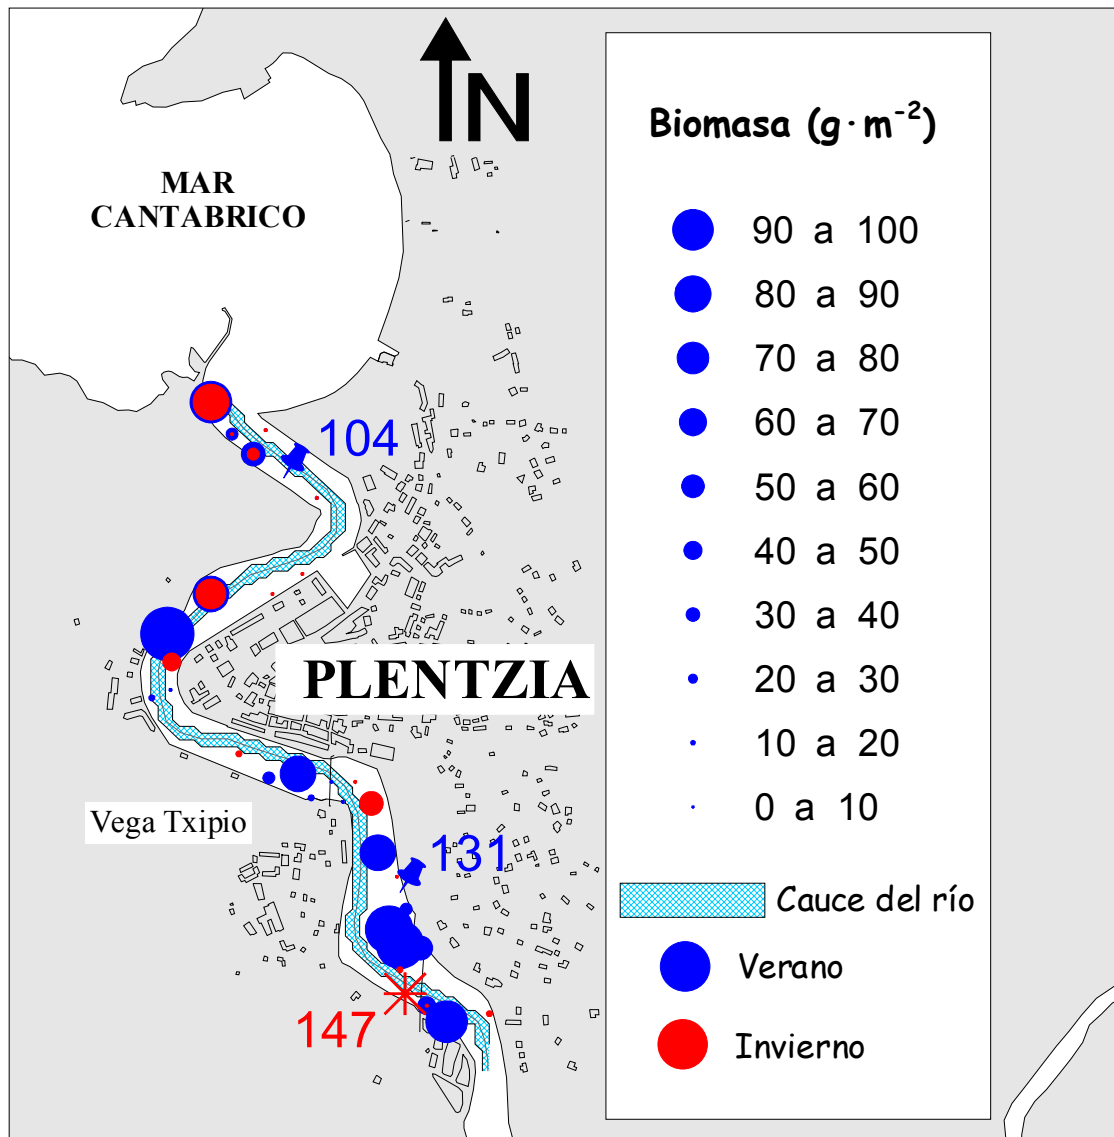 N
MAR
CANTABRICO
104
PLENTZIA
Vega Txipio
131
147
Biomasa (g·m⁻²)
90 a 100
80 a 90
70 a 80
60 a 70
50 a 60
40 a 50
30 a 40
20 a 30
10 a 20
0 a 10
Cauce del río
Verano
Invierno